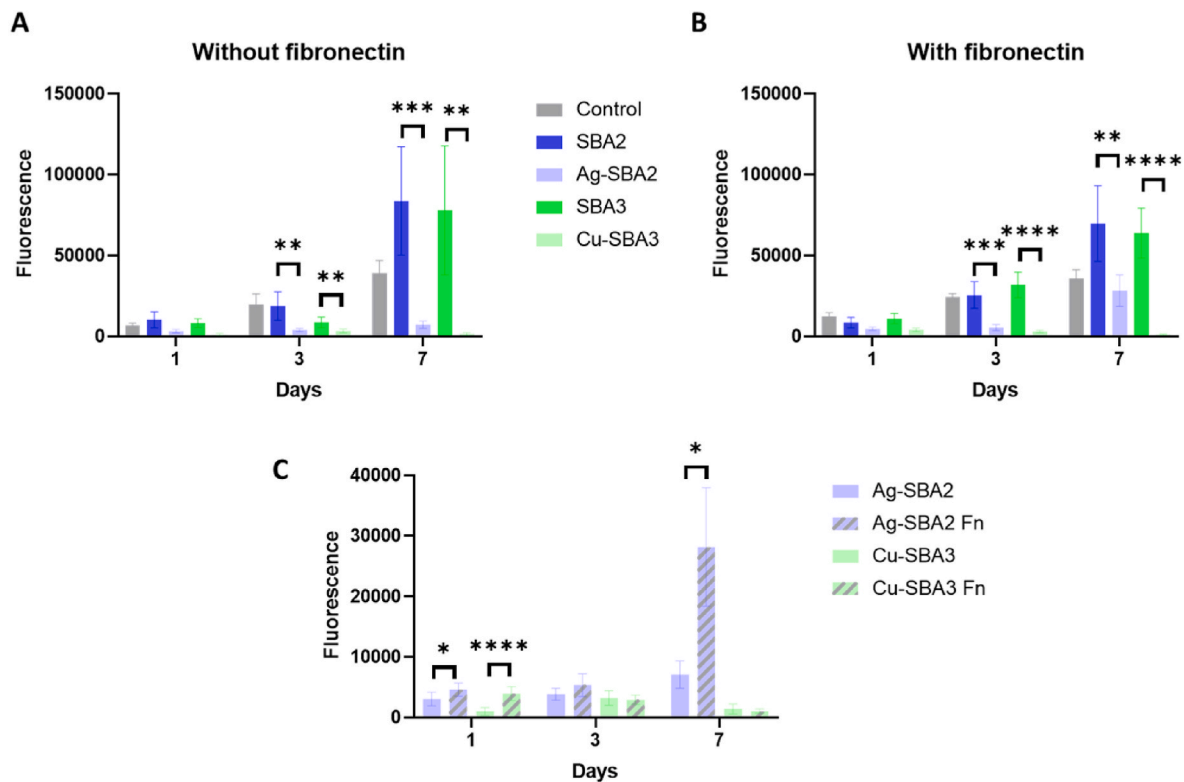 A
Without fibronectin
150000
100000
50000
0
Fluorescence
*** **
** **
1 3 7
Days
Control
SBA2
Ag-SBA2
SBA3
Cu-SBA3
B
With fibronectin
150000
100000
50000
0
Fluorescence
** ****
*** ****
1 3 7
Days
C
40000
30000
20000
10000
0
Fluorescence
*
* ****
1 3 7
Days
Ag-SBA2
Ag-SBA2 Fn
Cu-SBA3
Cu-SBA3 Fn